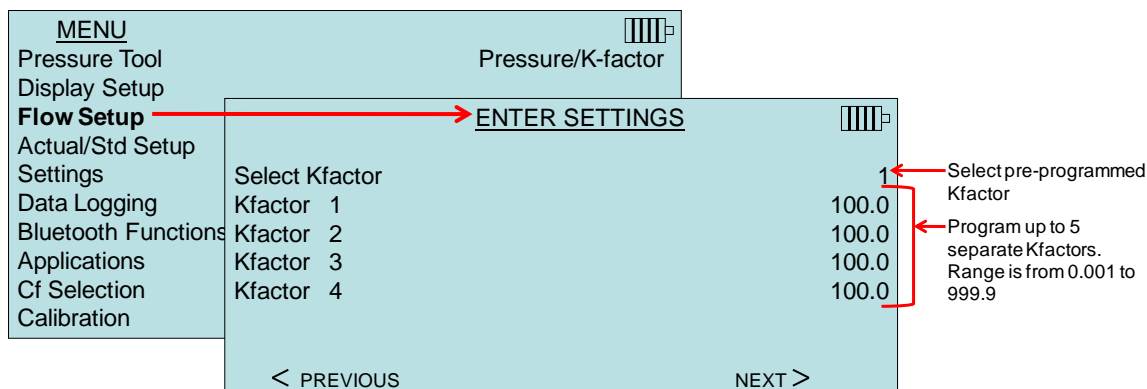 MENU
Pressure Tool
Pressure/K-factor
Display Setup
Flow Setup
Actual/Std Setup
Settings
Data Logging
Bluetooth Functions
Applications
Cf Selection
Calibration
ENTER SETTINGS
Select Kfactor 1
Kfactor 1 100.0
Kfactor 2 100.0
Kfactor 3 100.0
Kfactor 4 100.0
< PREVIOUS NEXT >
Select pre-programmed
Kfactor
Program up to 5
separate Kfactors.
Range is from 0.001 to
999.9